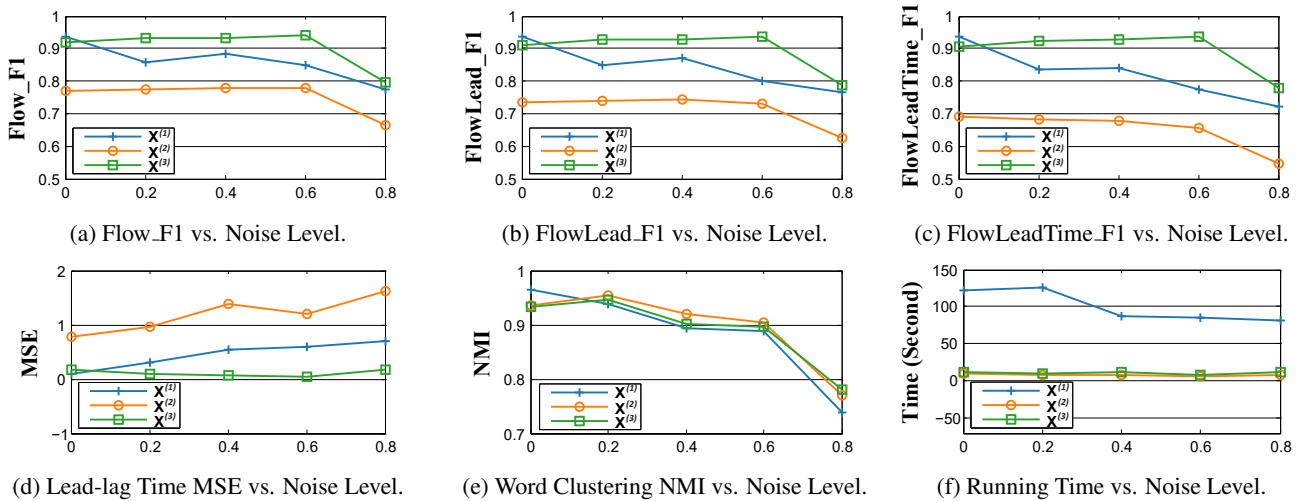 Flow_F1
1
0.9
0.8
0.7
0.6
0.5
X(1)
X(2)
X(3)
0 0.2 0.4 0.6 0.8
(a) Flow_F1 vs. Noise Level.
FlowLead_F1
1
0.9
0.8
0.7
0.6
0.5
X(1)
X(2)
X(3)
0 0.2 0.4 0.6 0.8
(b) FlowLead_F1 vs. Noise Level.
FlowLeadTime_F1
1
0.9
0.8
0.7
0.6
0.5
X(1)
X(2)
X(3)
0 0.2 0.4 0.6 0.8
(c) FlowLeadTime_F1 vs. Noise Level.
MSE
2
1
0
−1
X(1)
X(2)
X(3)
0 0.2 0.4 0.6 0.8
(d) Lead-lag Time MSE vs. Noise Level.
NMI
1
0.9
0.8
0.7
X(1)
X(2)
X(3)
0 0.2 0.4 0.6 0.8
(e) Word Clustering NMI vs. Noise Level.
Time (Second)
150
100
50
0
−50
X(1)
X(2)
X(3)
0 0.2 0.4 0.6 0.8
(f) Running Time vs. Noise Level.